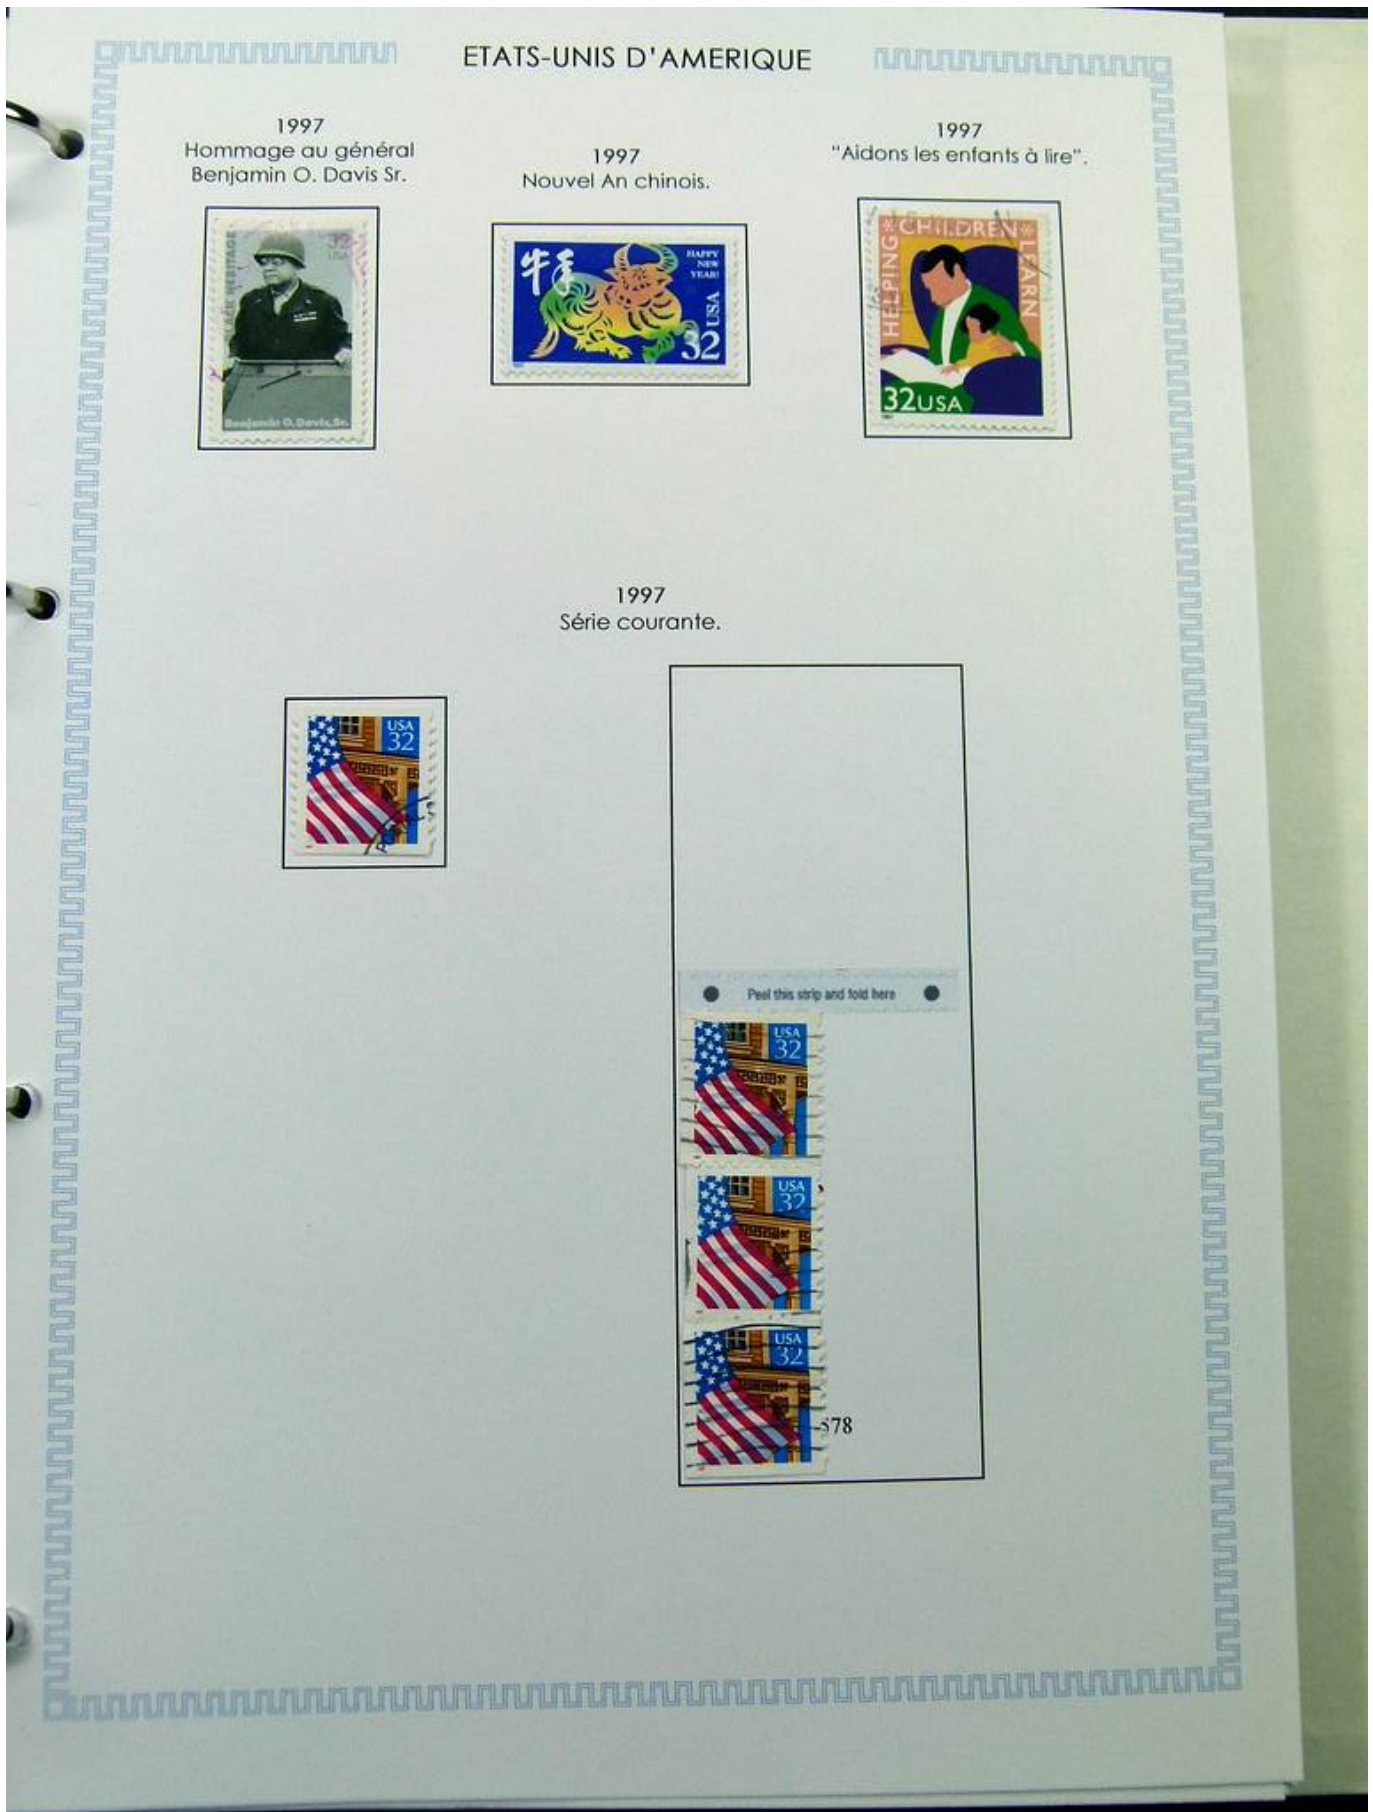 ETATS-UNIS D'AMERIQUE
1997
Hommage au général
Benjamin O. Davis Sr.
1997
Nouvel An chinois.
1997
"Aidons les enfants à lire".
32
USA
HERITAGE
Benjamin O. Davis, Sr.
牛年
HAPPY
NEW
YEAR!
USA
32
HELPING*CHILDREN*LEARN
32USA
1997
Série courante.
USA
32
Peel this strip and fold here
USA
32
USA
32
USA
32
578